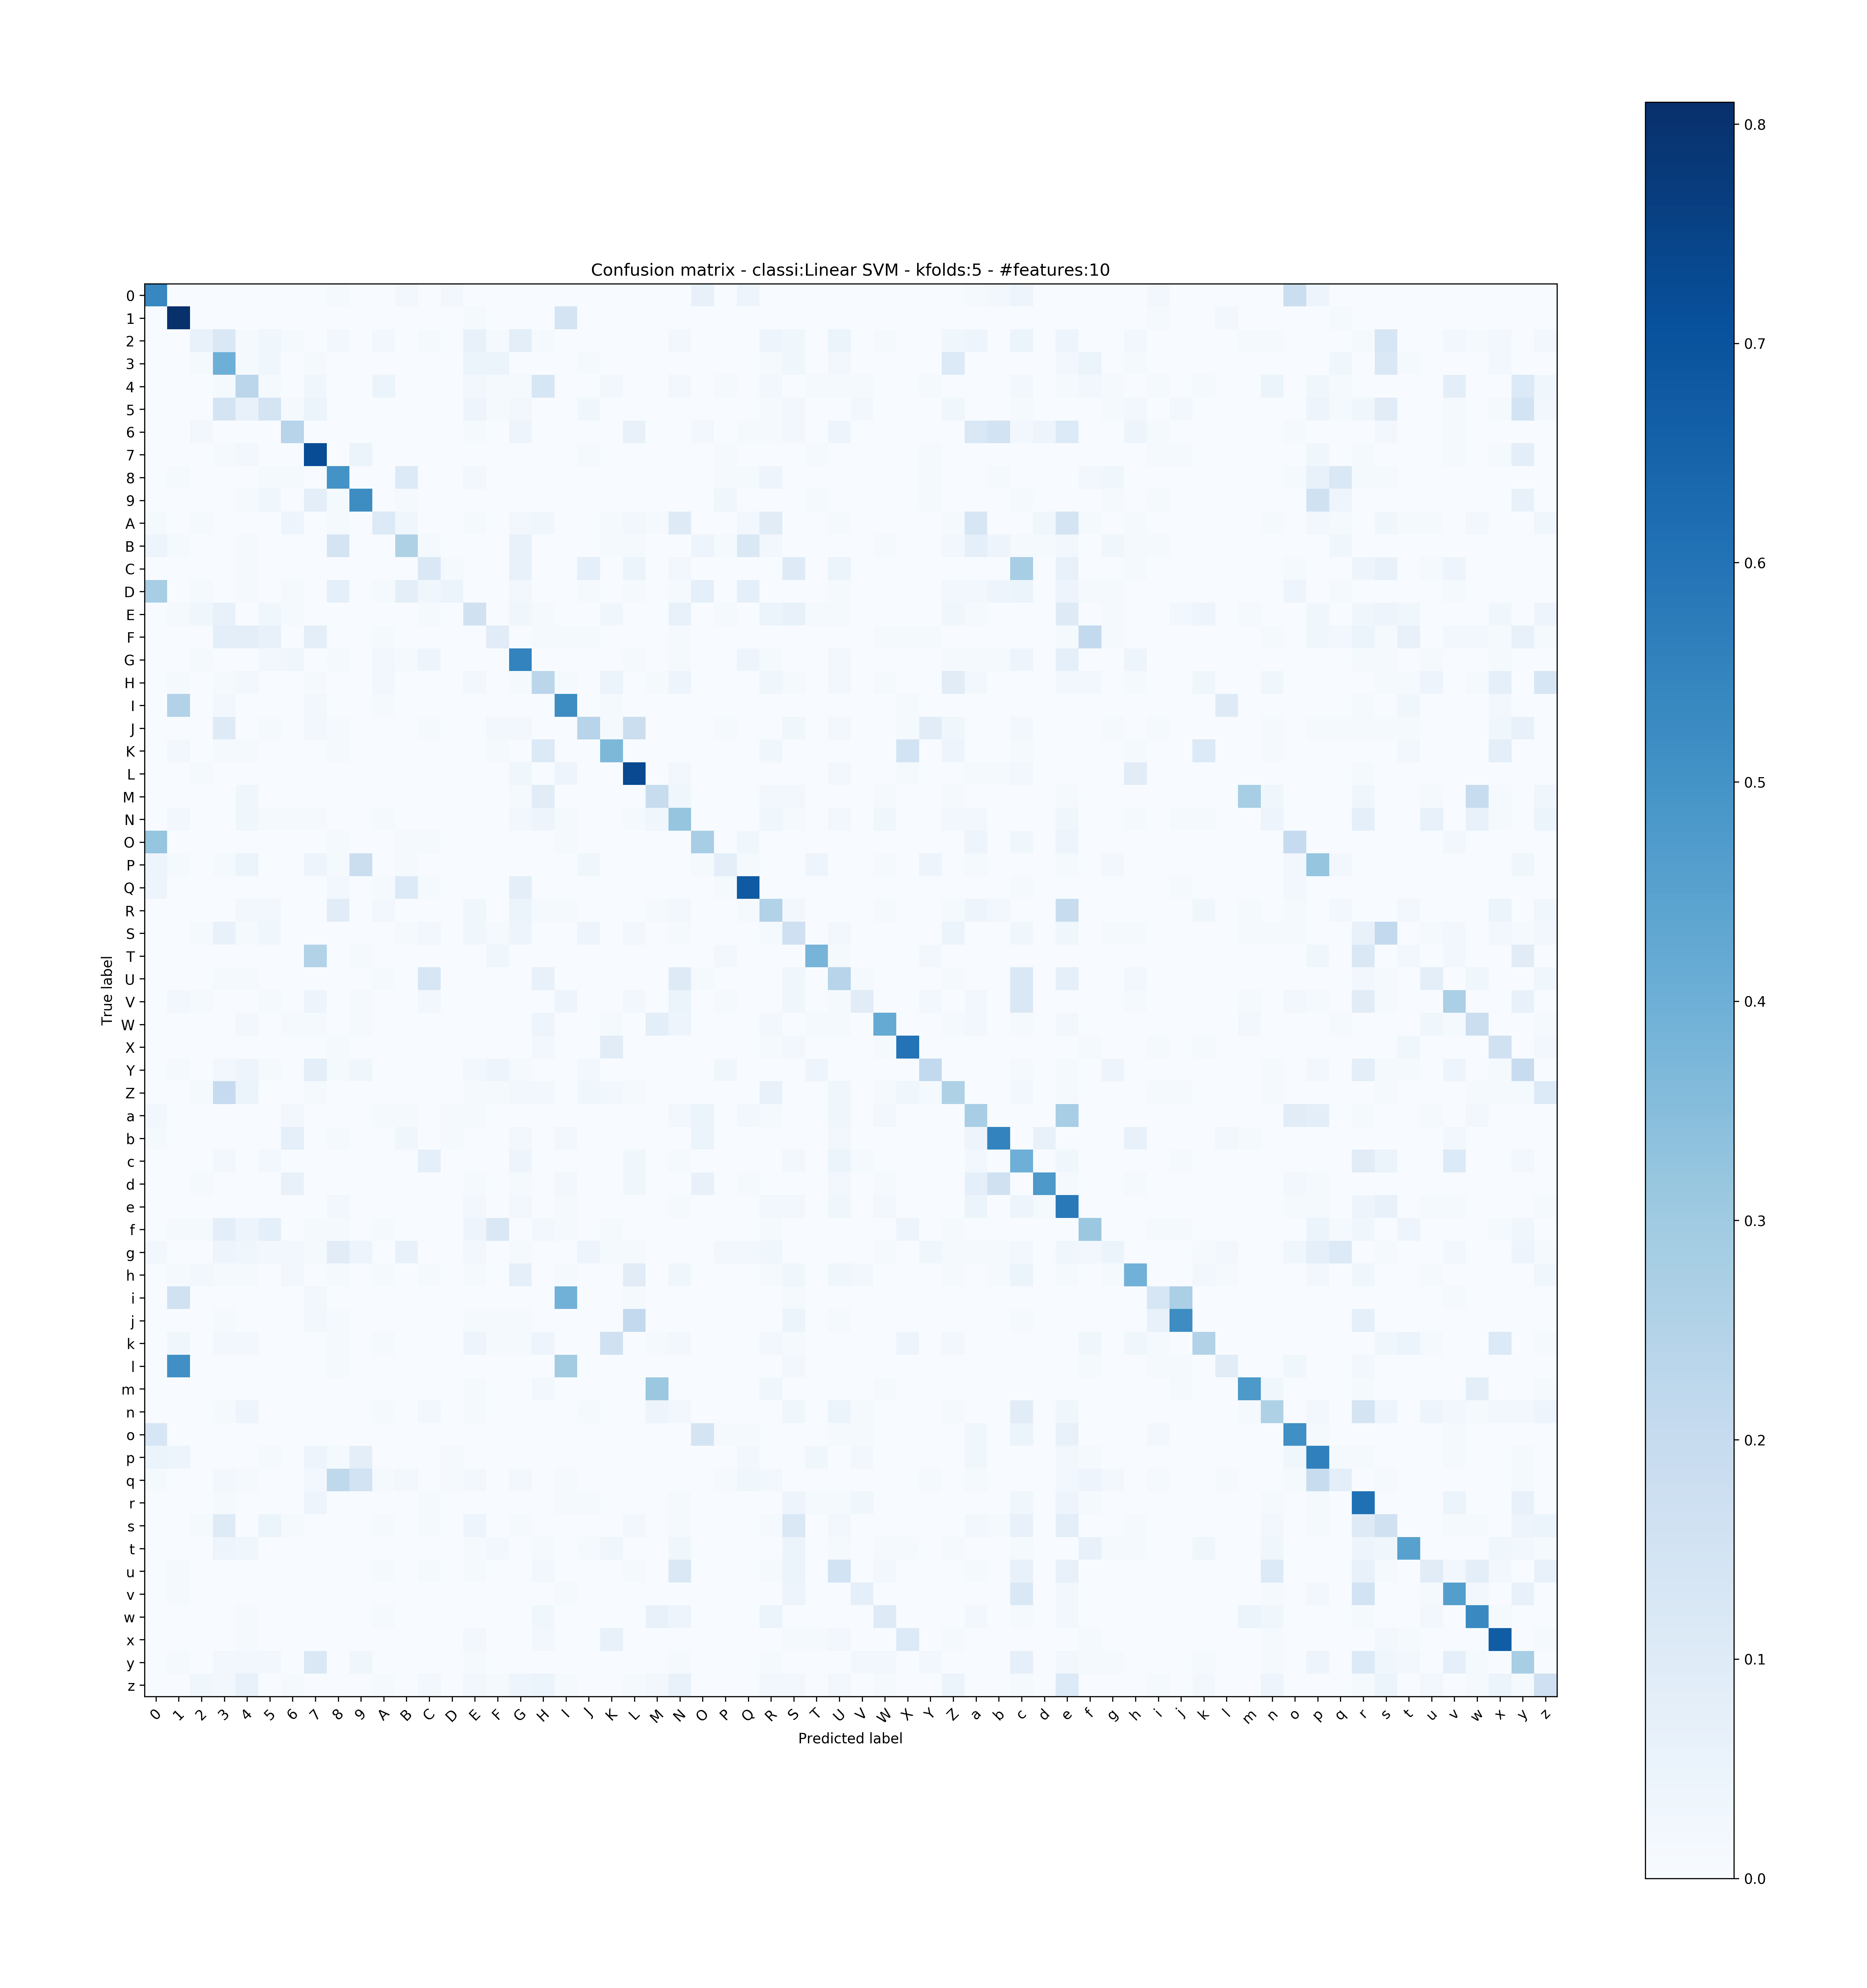 Confusion matrix - classi:Linear SVM - kfolds:5 - #features:10
True label
0
1
2
3
4
5
6
7
8
9
A
B
C
D
E
F
G
H
I
J
K
L
M
N
O
P
Q
R
S
T
U
V
W
X
Y
Z
a
b
c
d
e
f
g
h
i
j
k
l
m
n
o
p
q
r
s
t
u
v
w
x
y
z
0 1 2 3 4 5 6 7 8 9 A B C D E F G H I J K L M N O P Q R S T U V W X Y Z a b c d e f g h i j k l m n o p q r s t u v w x y z
Predicted label
0.8
0.7
0.6
0.5
0.4
0.3
0.2
0.1
0.0